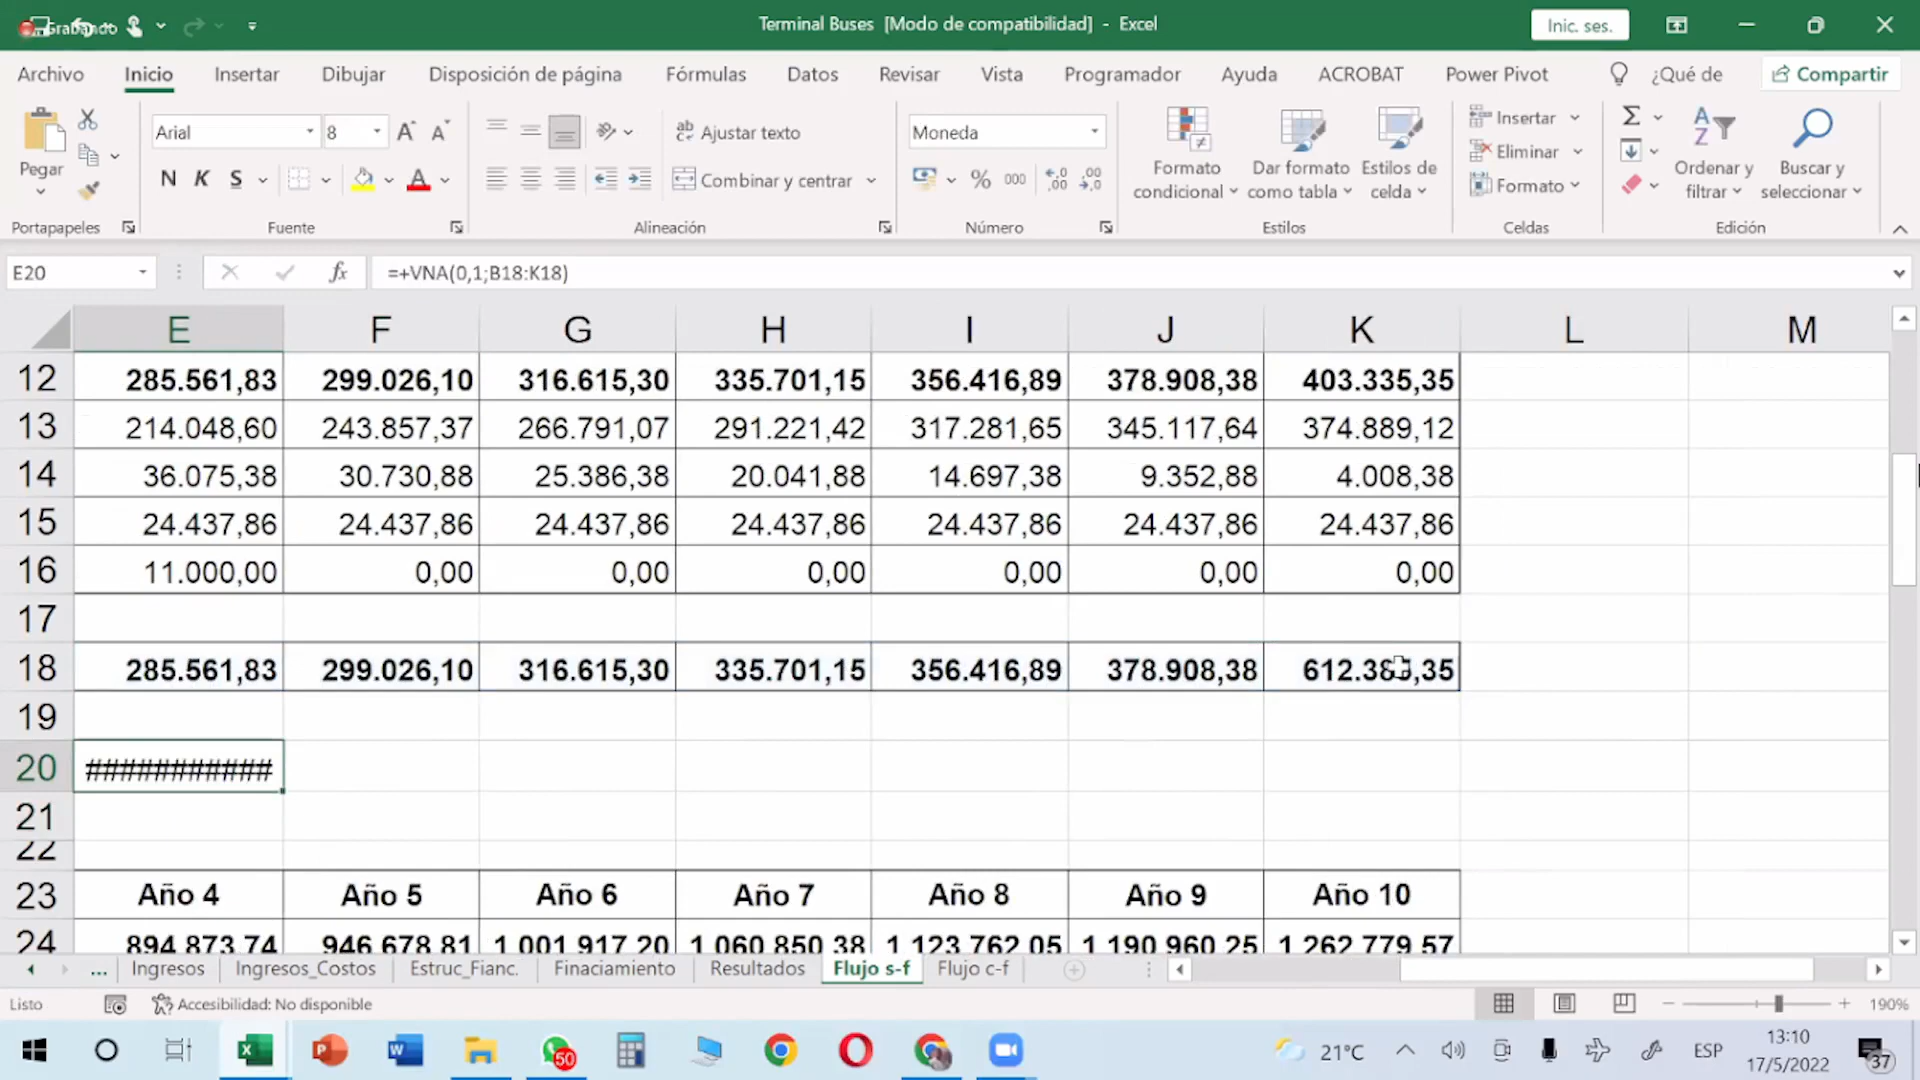 Grabando
Terminal Buses [Modo de compatibilidad] - Excel
Inic. ses.
Archivo Inicio Insertar Dibujar Disposición de página Fórmulas Datos Revisar Vista Programador Ayuda ACROBAT Power Pivot ¿Qué de Compartir
Pegar
Portapapeles
Arial 8
N K S
Fuente
Ajustar texto
Combinar y centrar
Alineación
Moneda
% 000
Número
Formato condicional
Dar formato como tabla
Estilos de celda
Estilos
Insertar
Eliminar
Formato
Celdas
Ordenar y filtrar
Buscar y seleccionar
Edición
E20 fx =+VNA(0,1;B18:K18)
E F G H I J K L M
12 285.561,83 299.026,10 316.615,30 335.701,15 356.416,89 378.908,38 403.335,35
13 214.048,60 243.857,37 266.791,07 291.221,42 317.281,65 345.117,64 374.889,12
14 36.075,38 30.730,88 25.386,38 20.041,88 14.697,38 9.352,88 4.008,38
15 24.437,86 24.437,86 24.437,86 24.437,86 24.437,86 24.437,86 24.437,86
16 11.000,00 0,00 0,00 0,00 0,00 0,00 0,00
17
18 285.561,83 299.026,10 316.615,30 335.701,15 356.416,89 378.908,38
19
20 ###########
21
22
23 Año 4 Año 5 Año 6 Año 7 Año 8 Año 9 Año 10
24 894 873 74 946 678 81 1 001 917 20 1 060 850 38 1 123 762 05 1 190 960 25 1 262 779 57
... Ingresos Ingresos_Costos Estruc_Fianc. Finaciamiento Resultados Flujo s-f Flujo c-f
Listo Accesibilidad: No disponible 190%
50 21°C ESP 13:10
17/5/2022 37